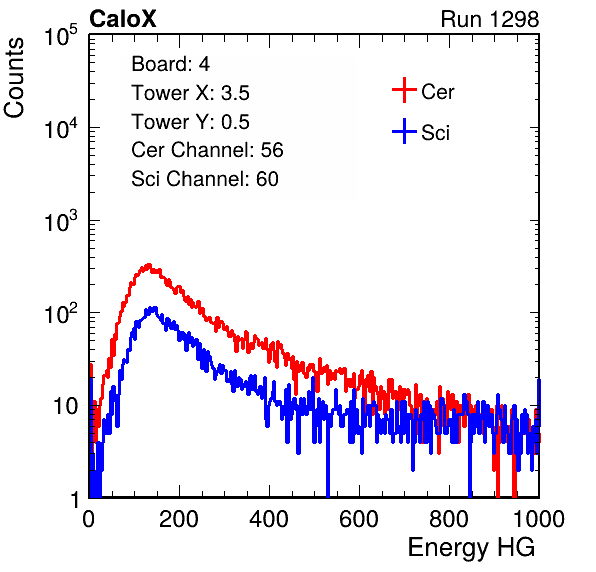 CaloX Run 1298
Counts
Board: 4
Tower X: 3.5
Tower Y: 0.5
Cer Channel: 56
Sci Channel: 60
Cer
Sci
10^5
10^4
10^3
10^2
10
1
0 200 400 600 800 1000
Energy HG